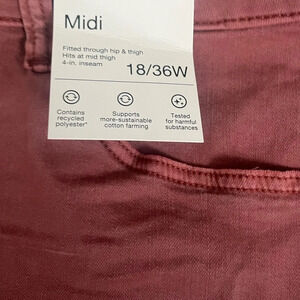 Midi
Fitted through hip & thigh
Hits at mid thigh
4-in. inseam
18/36W
Contains
recycled
polyester*
Supports
more-sustainable
cotton farming
Tested
for harmful
substances